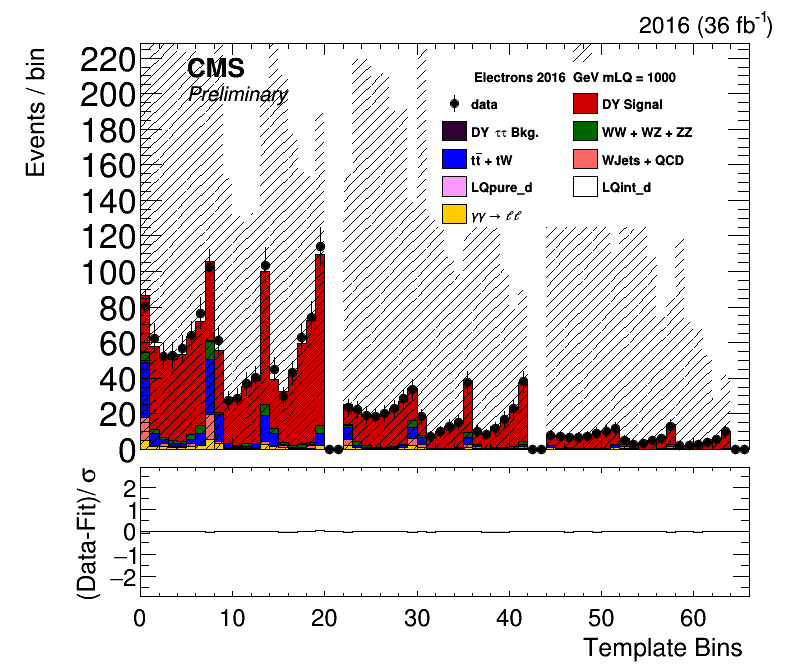 2016 (36 fb-1)
Events / bin
CMS
Preliminary
Electrons 2016 GeV mLQ = 1000
data
DY Signal
DY ττ Bkg.
WW + WZ + ZZ
tt̅ + tW
WJets + QCD
LQpure_d
LQint_d
γγ → ℓℓ
220
200
180
160
140
120
100
80
60
40
20
0
(Data-Fit)/ σ
2
1
0
−1
−2
0 10 20 30 40 50 60
Template Bins